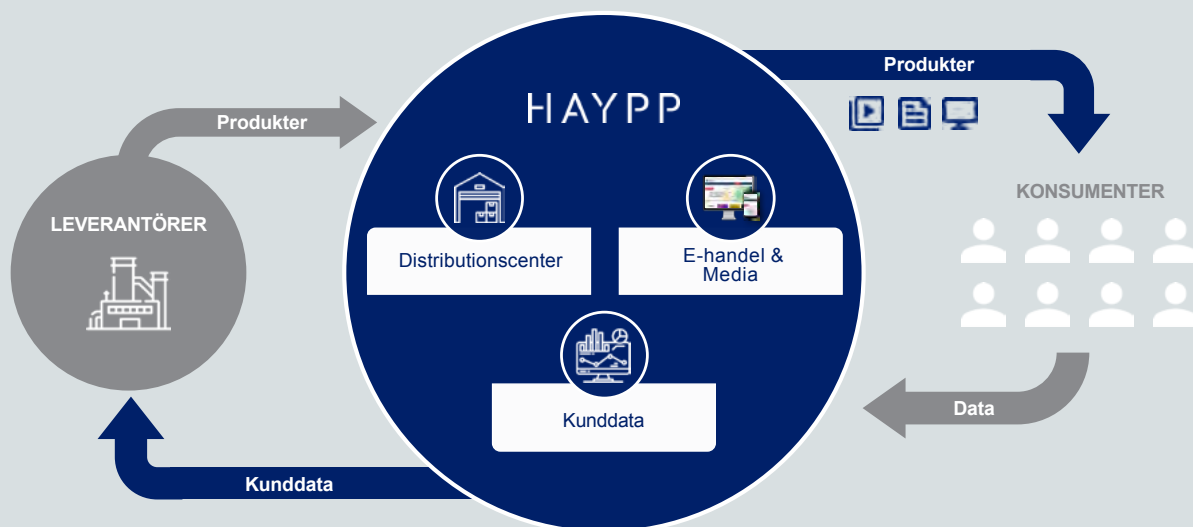 Produkter
HAYPP
Produkter
LEVERANTÖRER
KONSUMENTER
Distributionscenter
E-handel &
Media
Kunddata
Data
Kunddata